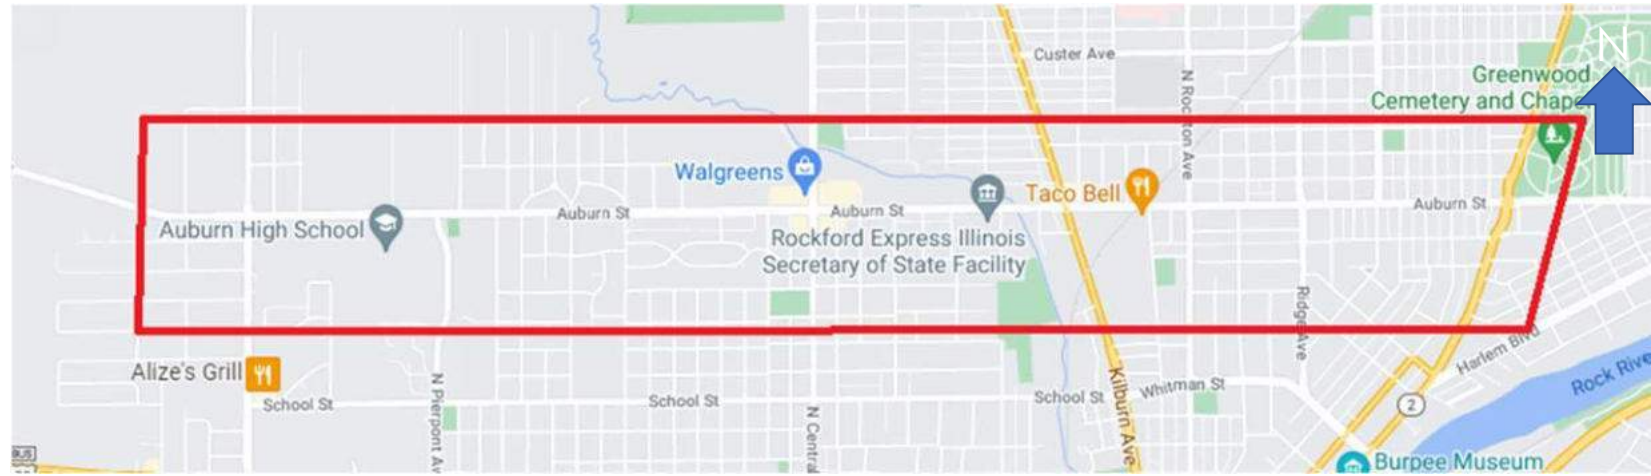 N
Custer Ave
N Rockton Ave
Greenwood
Cemetery and Chapel
Walgreens
Taco Bell
Auburn St
Auburn St
Auburn St
Auburn High School
Rockford Express Illinois
Secretary of State Facility
Ridge Ave
Alize's Grill
Harlem Blvd
Rock Rive
N Pierpont Av
School St
School St
N Central
School St
Kilburn Ave
Whitman St
2
BUS
Burpee Museum